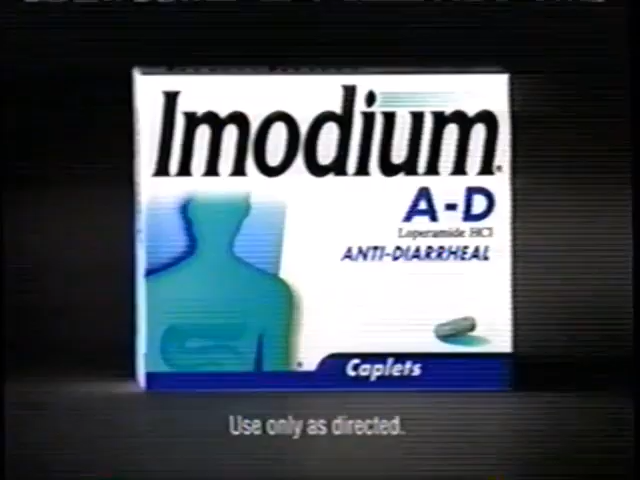 Imodium
A-D
Loperamide HCl
ANTI-DIARRHEAL
Caplets
Use only as directed.